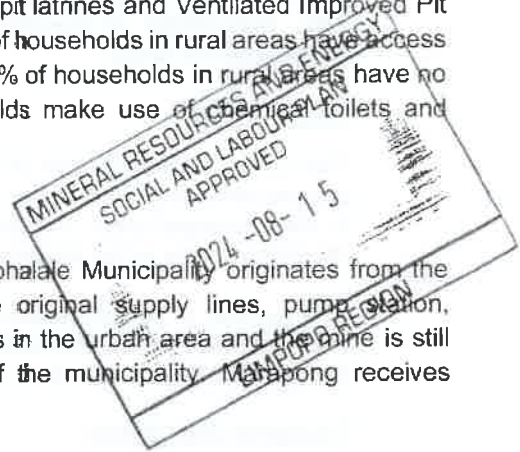 pit latrines and Ventilated Improved Pit
of households in rural areas have access
% of households in rural areas have no
lds make use of chemical toilets and
MINERAL RESOURCES AND ENERGY
SOCIAL AND LABOUR PLAN
APPROVED
2024 -08- 15
LIMPOPO REGION
phalale Municipality originates from the
original supply lines, pump station,
s in the urban area and the mine is still
f the municipality. Marapong receives